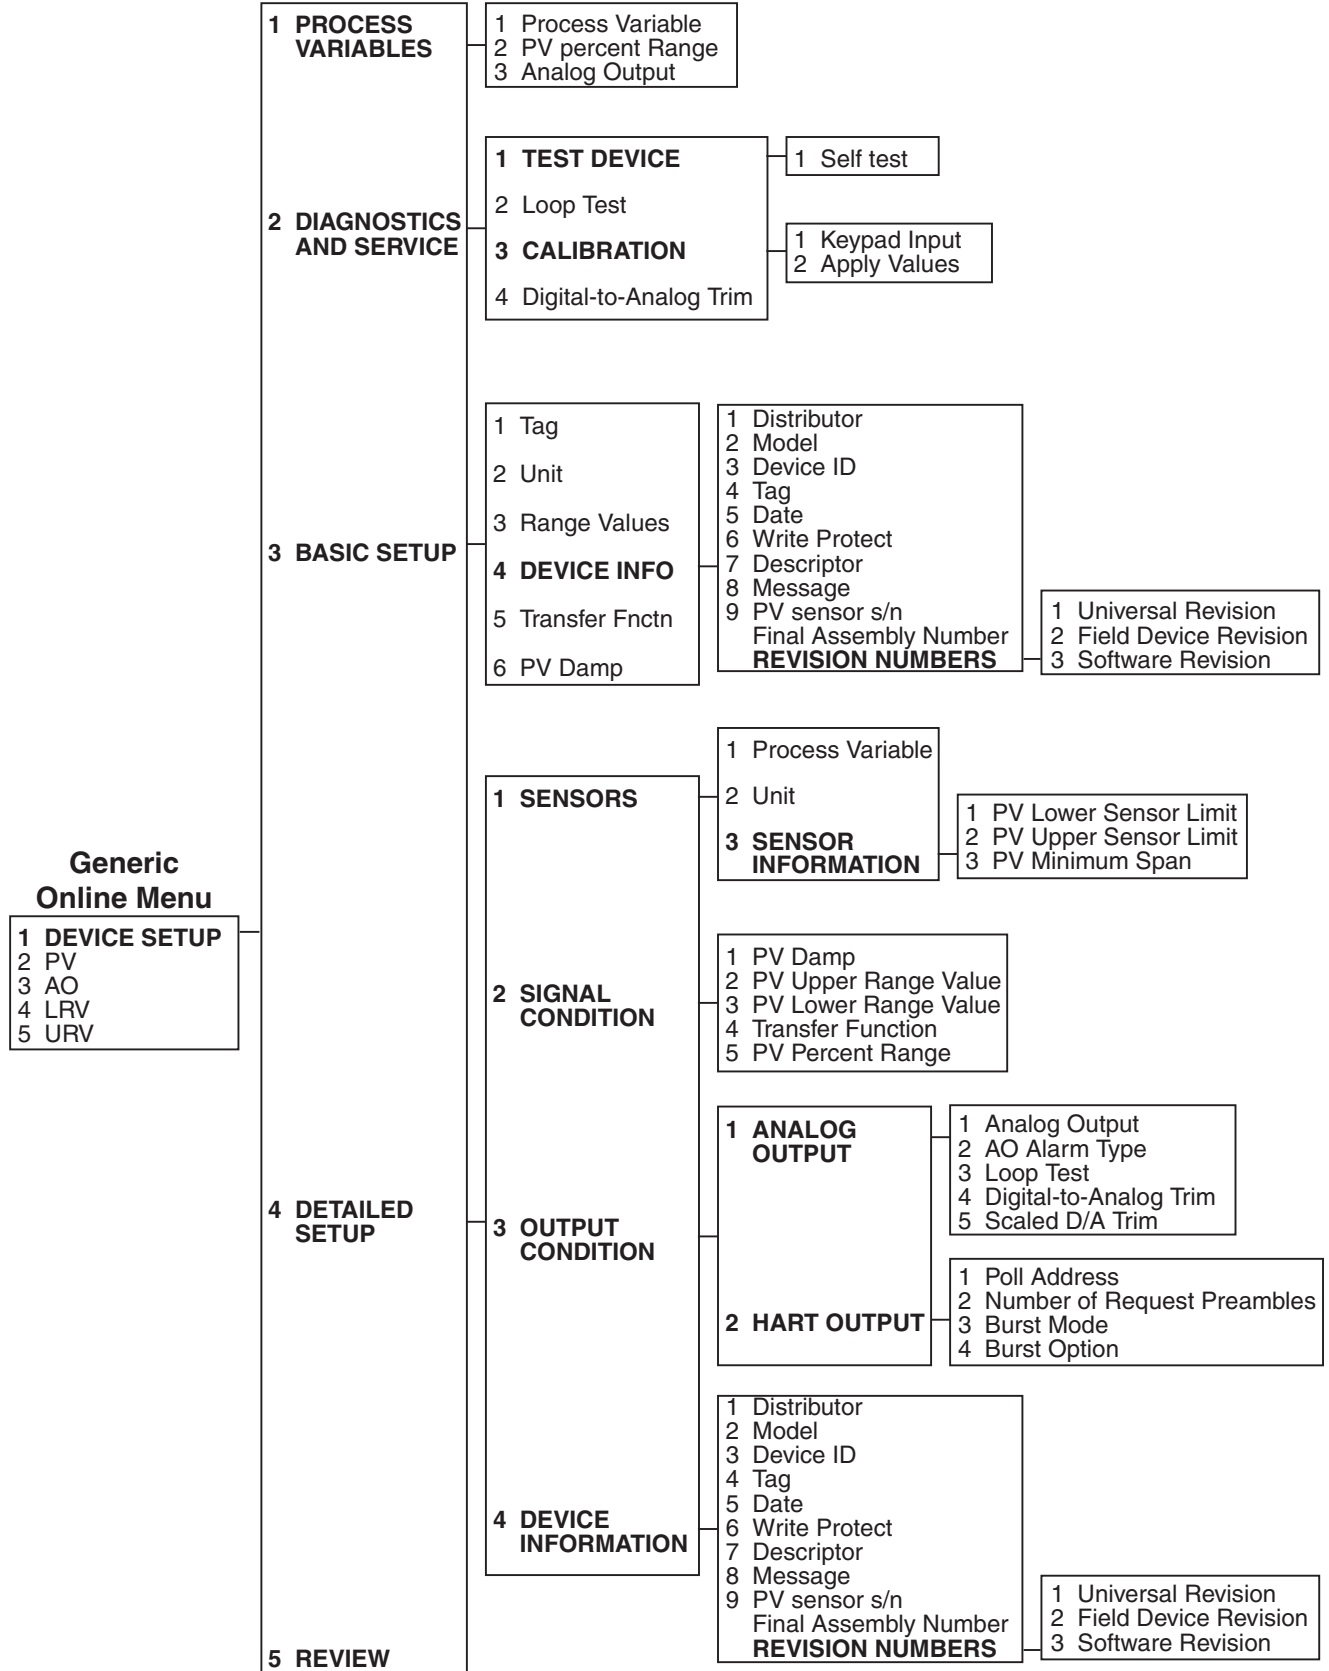 1 PROCESS
VARIABLES
1 Process Variable
2 PV percent Range
3 Analog Output
2 DIAGNOSTICS
AND SERVICE
1 TEST DEVICE
2 Loop Test
3 CALIBRATION
4 Digital-to-Analog Trim
1 Self test
1 Keypad Input
2 Apply Values
3 BASIC SETUP
1 Tag
2 Unit
3 Range Values
4 DEVICE INFO
5 Transfer Fnctn
6 PV Damp
1 Distributor
2 Model
3 Device ID
4 Tag
5 Date
6 Write Protect
7 Descriptor
8 Message
9 PV sensor s/n
Final Assembly Number
REVISION NUMBERS
1 Universal Revision
2 Field Device Revision
3 Software Revision
Generic
Online Menu
1 DEVICE SETUP
2 PV
3 AO
4 LRV
5 URV
4 DETAILED
SETUP
1 SENSORS
1 Process Variable
2 Unit
3 SENSOR
INFORMATION
1 PV Lower Sensor Limit
2 PV Upper Sensor Limit
3 PV Minimum Span
2 SIGNAL
CONDITION
1 PV Damp
2 PV Upper Range Value
3 PV Lower Range Value
4 Transfer Function
5 PV Percent Range
3 OUTPUT
CONDITION
1 ANALOG
OUTPUT
1 Analog Output
2 AO Alarm Type
3 Loop Test
4 Digital-to-Analog Trim
5 Scaled D/A Trim
2 HART OUTPUT
1 Poll Address
2 Number of Request Preambles
3 Burst Mode
4 Burst Option
4 DEVICE
INFORMATION
1 Distributor
2 Model
3 Device ID
4 Tag
5 Date
6 Write Protect
7 Descriptor
8 Message
9 PV sensor s/n
Final Assembly Number
REVISION NUMBERS
1 Universal Revision
2 Field Device Revision
3 Software Revision
5 REVIEW